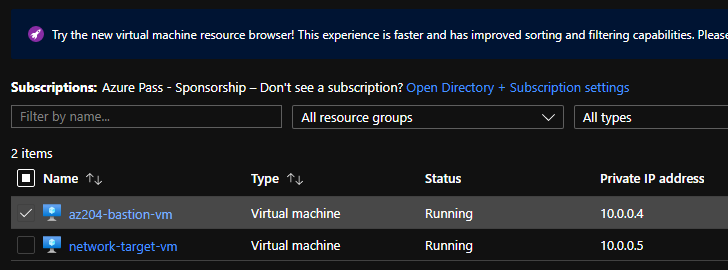 Try the new virtual machine resource browser! This experience is faster and has improved sorting and filtering capabilities. Please
Subscriptions: Azure Pass - Sponsorship – Don't see a subscription? Open Directory + Subscription settings
Filter by name... All resource groups All types
2 items
Name Type Status Private IP address
az204-bastion-vm Virtual machine Running 10.0.0.4
network-target-vm Virtual machine Running 10.0.0.5